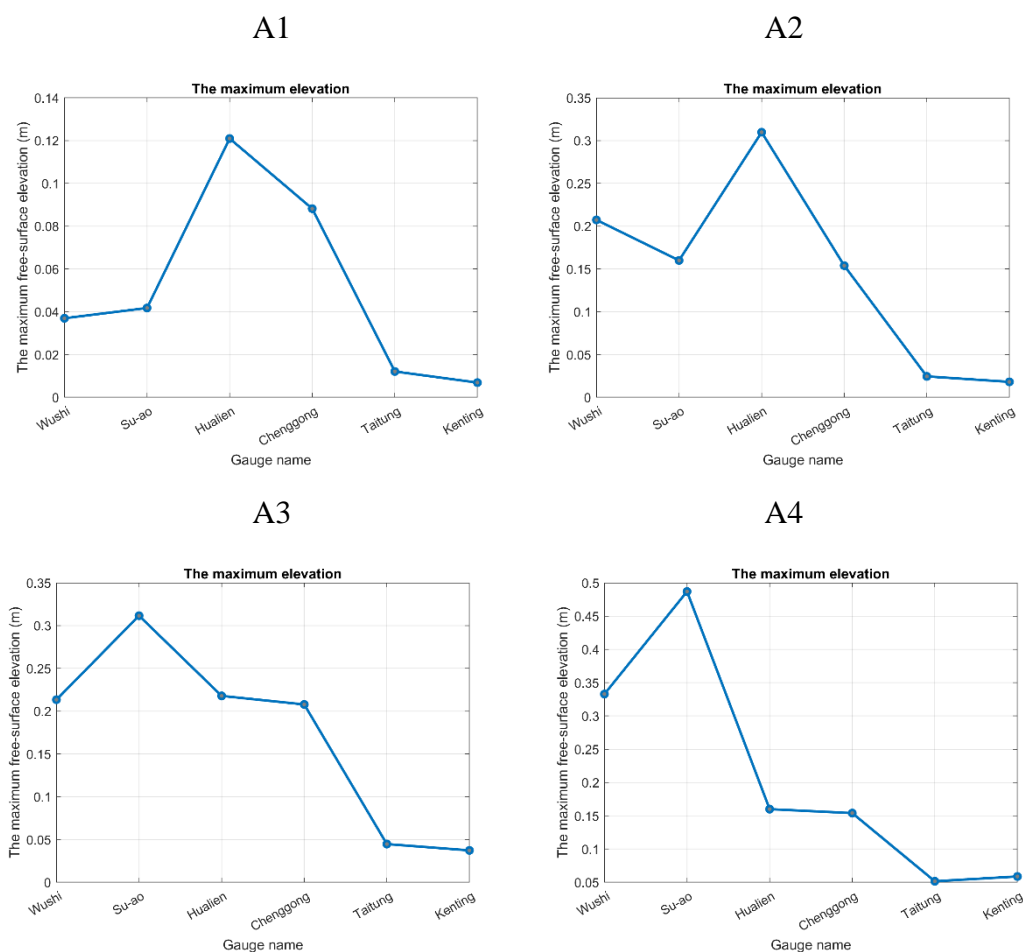 A1
The maximum elevation
The maximum free-surface elevation (m)
0.14
0.12
0.1
0.08
0.06
0.04
0.02
0
Wushi
Su-ao
Hualien
Chenggong
Taitung
Kenting
Gauge name
A2
The maximum elevation
The maximum free-surface elevation (m)
0.35
0.3
0.25
0.2
0.15
0.1
0.05
0
Wushi
Su-ao
Hualien
Chenggong
Taitung
Kenting
Gauge name
A3
The maximum elevation
The maximum free-surface elevation (m)
0.35
0.3
0.25
0.2
0.15
0.1
0.05
0
Wushi
Su-ao
Hualien
Chenggong
Taitung
Kenting
Gauge name
A4
The maximum elevation
The maximum free-surface elevation (m)
0.5
0.45
0.4
0.35
0.3
0.25
0.2
0.15
0.1
0.05
Wushi
Su-ao
Hualien
Chenggong
Taitung
Kenting
Gauge name